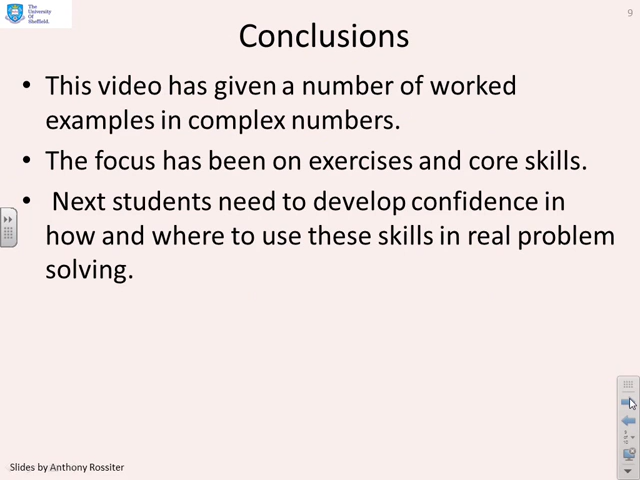 The
University
Of
Sheffield.
9
Conclusions
• This video has given a number of worked
examples in complex numbers.
• The focus has been on exercises and core skills.
• Next students need to develop confidence in
how and where to use these skills in real problem
solving.
Slides by Anthony Rossiter